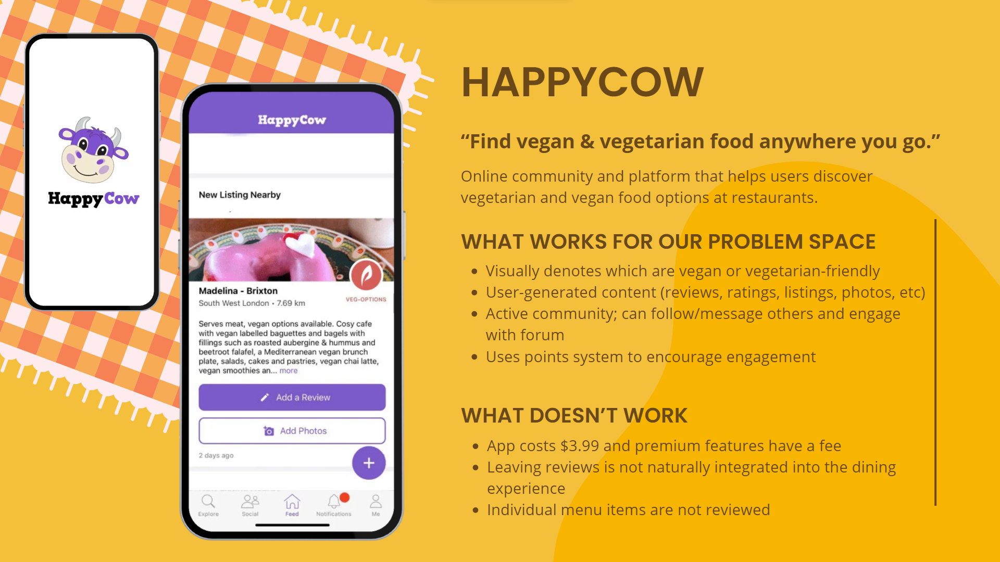 HappyCow
HappyCow
New Listing Nearby
Madelina - Brixton
South West London • 7.69 km
VEG-OPTIONS
Serves meat, vegan options available. Cosy cafe
with vegan labelled baguettes and bagels with
fillings such as roasted aubergine & hummus and
beetroot falafel, a Mediterranean vegan brunch
plate, salads, cakes and pastries, vegan chai latte,
vegan smoothies an... more
Add a Review
Add Photos
2 days ago
Explore
Social
Feed
Notifications
Me
HAPPYCOW
“Find vegan & vegetarian food anywhere you go.”
Online community and platform that helps users discover
vegetarian and vegan food options at restaurants.
WHAT WORKS FOR OUR PROBLEM SPACE
• Visually denotes which are vegan or vegetarian-friendly
• User-generated content (reviews, ratings, listings, photos, etc)
• Active community; can follow/message others and engage
with forum
• Uses points system to encourage engagement
WHAT DOESN’T WORK
• App costs $3.99 and premium features have a fee
• Leaving reviews is not naturally integrated into the dining
experience
• Individual menu items are not reviewed